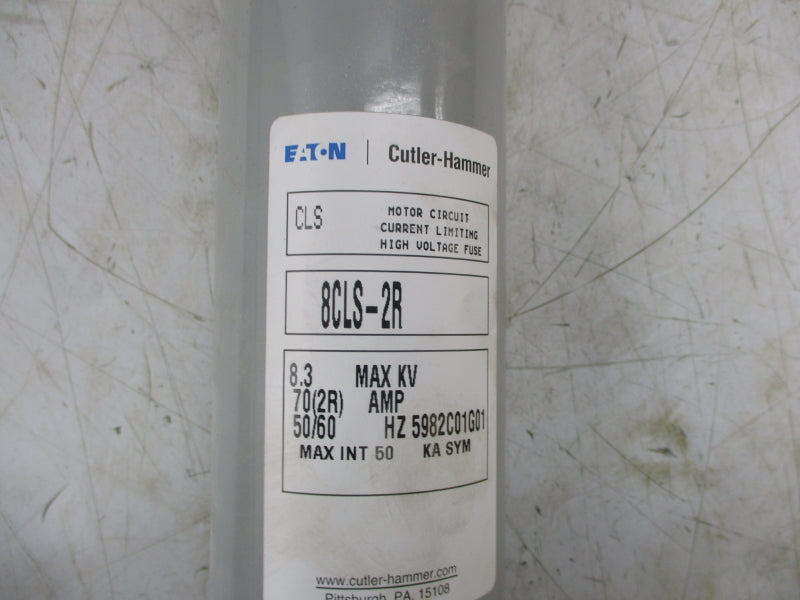 EATON | Cutler-Hammer
CLS
MOTOR CIRCUIT
CURRENT LIMITING
HIGH VOLTAGE FUSE
8CLS-2R
8.3 MAX KV
70(2R) AMP
50/60 HZ 5982C01G01
MAX INT 50 KA SYM
www.cutler-hammer.com
Pittsburgh, PA, 15108